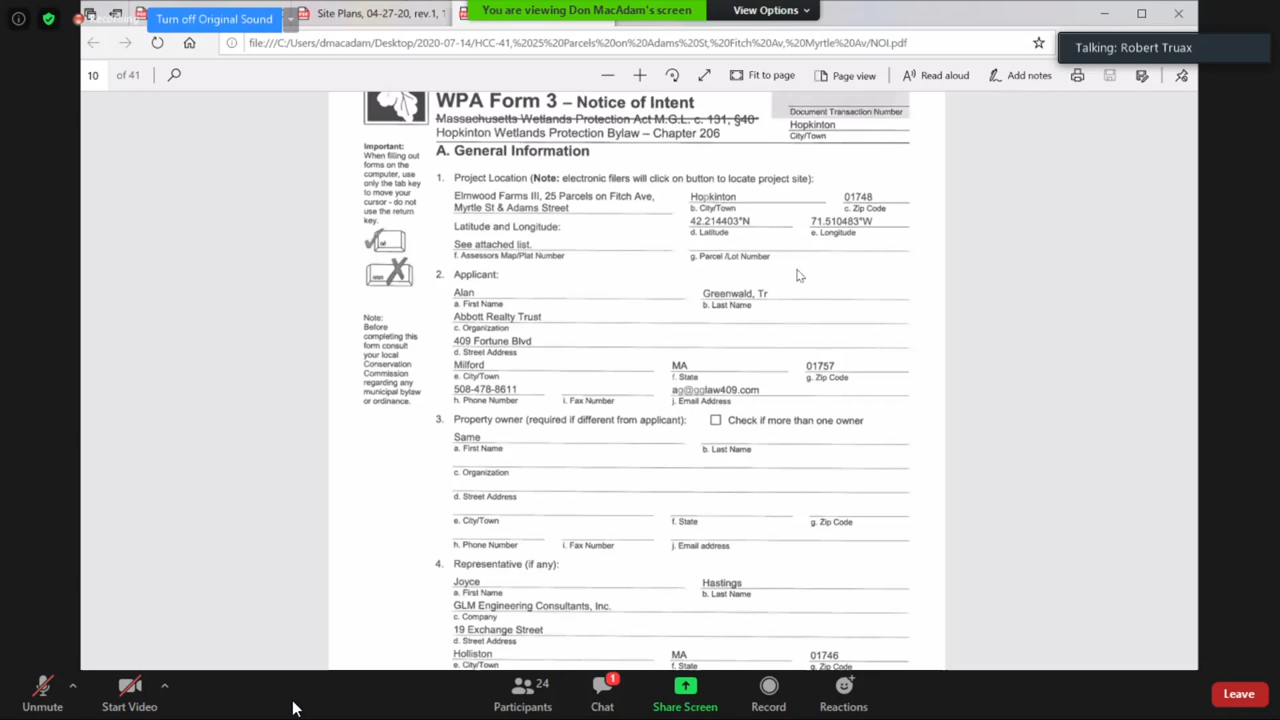 Recording
Turn off Original Sound
Site Plans, 04-27-20, rev.1,
You are viewing Don MacAdam's screen
View Options
Talking: Robert Truax
file:///C:/Users/dmacadam/Desktop/2020-07-14/HCC-41,%2025%20Parcels%20on%20Adams%20St,%20Fitch%20Av,%20Myrtle%20Av/NOI.pdf
10 of 41
Fit to page
Page view
Read aloud
Add notes
WPA Form 3 – Notice of Intent
Massachusetts Wetlands Protection Act M.G.L. c. 131, §40
Hopkinton Wetlands Protection Bylaw – Chapter 206
Document Transaction Number
Hopkinton
City/Town
Important:
When filling out
forms on the
computer, use
only the tab key
to move your
cursor - do not
use the return
key.
Note:
Before
completing this
form consult
your local
Conservation
Commission
regarding any
municipal bylaw
or ordinance.
A. General Information
1. Project Location (Note: electronic filers will click on button to locate project site):
Elmwood Farms III, 25 Parcels on Fitch Ave,
Myrtle St & Adams Street
Hopkinton
01748
b. City/Town
c. Zip Code
Latitude and Longitude:
42.214403°N
71.510483°W
d. Latitude
e. Longitude
See attached list.
f. Assessors Map/Plat Number
g. Parcel /Lot Number
2. Applicant:
Alan
Greenwald, Tr
a. First Name
b. Last Name
Abbott Realty Trust
c. Organization
409 Fortune Blvd
d. Street Address
Milford
MA
01757
e. City/Town
f. State
g. Zip Code
508-478-8611
ag@gglaw409.com
h. Phone Number
i. Fax Number
j. Email Address
3. Property owner (required if different from applicant):
Check if more than one owner
Same
a. First Name
b. Last Name
c. Organization
d. Street Address
e. City/Town
f. State
g. Zip Code
h. Phone Number
i. Fax Number
j. Email address
4. Representative (if any):
Joyce
Hastings
a. First Name
b. Last Name
GLM Engineering Consultants, Inc.
c. Company
19 Exchange Street
d. Street Address
Holliston
MA
01746
e. City/Town
f. State
g. Zip Code
Unmute
Start Video
24
Participants
1
Chat
Share Screen
Record
Reactions
Leave